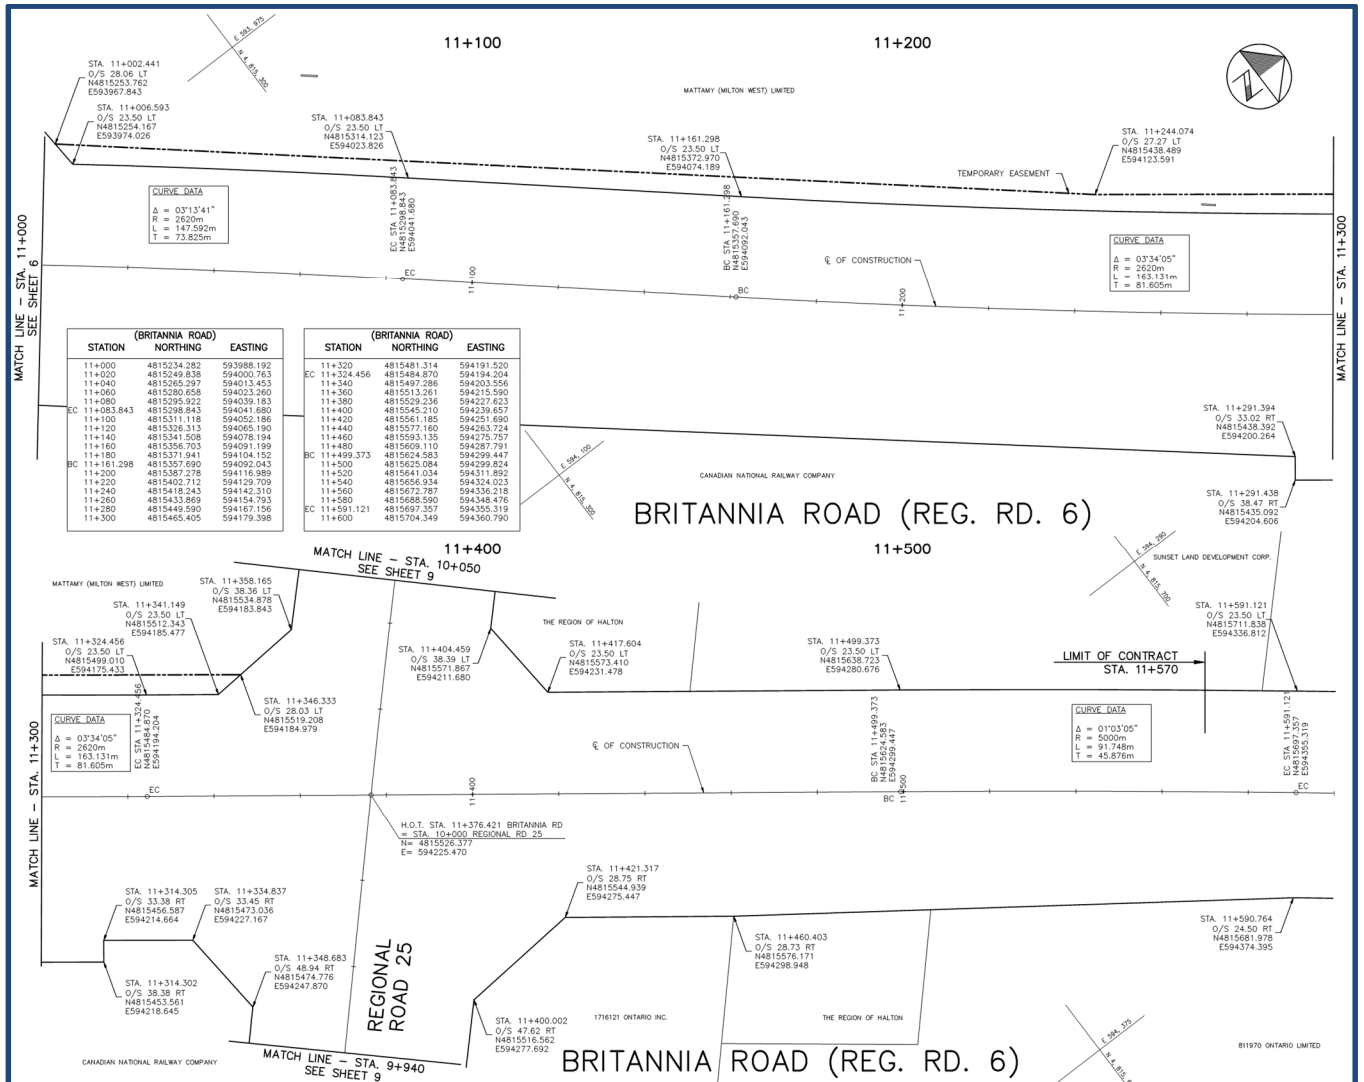 11+100
11+200
E 593, 975
N 4, 815, 300
STA. 11+002.441
O/S 28.06 LT
N4815253.762
E593967.843
STA. 11+006.593
O/S 23.50 LT
N4815254.167
E593974.026
STA. 11+083.843
O/S 23.50 LT
N4815314.123
E594023.826
MATTAMY (MILTON WEST) LIMITED
STA. 11+161.298
O/S 23.50 LT
N4815372.970
E594074.189
STA. 11+244.074
O/S 27.27 LT
N4815438.489
E594123.591
TEMPORARY EASEMENT
Z
MATCH LINE – STA. 11+000
SEE SHEET 6
CURVE DATA
Δ = 03°13'41"
R = 2620m
L = 147.592m
T = 73.825m
EC STA 11+083.843
N4815298.843
E594041.680
EC
11+100
BC STA 11+161.298
N4815357.690
E594092.043
BC
℄ OF CONSTRUCTION
11+200
CURVE DATA
Δ = 03°34'05"
R = 2620m
L = 163.131m
T = 81.605m
MATCH LINE – STA. 11+300
(BRITANNIA ROAD)
STATION NORTHING EASTING
11+000 4815234.282 593988.192
11+020 4815249.838 594000.763
11+040 4815265.297 594013.453
11+060 4815280.658 594023.260
11+080 4815295.922 594039.183
EC 11+083.843 4815298.843 594041.680
11+100 4815311.118 594052.186
11+120 4815326.313 594065.190
11+140 4815341.508 594078.194
11+160 4815356.703 594091.199
11+180 4815371.941 594104.152
BC 11+161.298 4815357.690 594092.043
11+200 4815387.278 594116.989
11+220 4815402.712 594129.709
11+240 4815418.243 594142.310
11+260 4815433.869 594154.793
11+280 4815449.590 594167.156
11+300 4815465.405 594179.398
(BRITANNIA ROAD)
STATION NORTHING EASTING
11+320 4815481.314 594191.520
EC 11+324.456 4815484.870 594194.204
11+340 4815497.286 594203.556
11+360 4815513.261 594215.590
11+380 4815529.236 594227.623
11+400 4815545.210 594239.657
11+420 4815561.185 594251.690
11+440 4815577.160 594263.724
11+460 4815593.135 594275.757
11+480 4815609.110 594287.791
BC 11+499.373 4815624.583 594299.447
11+500 4815625.084 594299.824
11+520 4815641.034 594311.892
11+540 4815656.934 594324.023
11+560 4815672.787 594336.218
11+580 4815688.590 594348.476
EC 11+591.121 4815697.357 594355.319
11+600 4815704.349 594360.790
E 594, 100
N 4, 815, 300
CANADIAN NATIONAL RAILWAY COMPANY
BRITANNIA ROAD (REG. RD. 6)
STA. 11+291.394
O/S 33.02 RT
N4815438.392
E594200.264
STA. 11+291.438
O/S 38.47 RT
N4815435.092
E594204.606
11+400
11+500
MATCH LINE – STA. 10+050
SEE SHEET 9
MATTAMY (MILTON WEST) LIMITED
STA. 11+358.165
O/S 38.36 LT
N4815534.878
E594183.843
STA. 11+341.149
O/S 23.50 LT
N4815512.343
E594185.477
STA. 11+324.456
O/S 23.50 LT
N4815499.010
E594175.433
STA. 11+346.333
O/S 28.03 LT
N4815519.208
E594184.979
STA. 11+404.459
O/S 38.39 LT
N4815571.867
E594211.680
THE REGION OF HALTON
STA. 11+417.604
O/S 23.50 LT
N4815573.410
E594231.478
STA. 11+499.373
O/S 23.50 LT
N4815638.723
E594280.676
E 594, 290
N 4, 815, 700
SUNSET LAND DEVELOPMENT CORP.
STA. 11+591.121
O/S 23.50 LT
N4815711.838
E594336.812
LIMIT OF CONTRACT
STA. 11+570
MATCH LINE – STA. 11+300
CURVE DATA
Δ = 03°34'05"
R = 2620m
L = 163.131m
T = 81.605m
EC STA 11+324.456
N4815484.870
E594194.204
EC
11+400
℄ OF CONSTRUCTION
BC STA 11+499.373
N4815624.583
E594299.447
BC
11+500
CURVE DATA
Δ = 01°03'05"
R = 5000m
L = 91.748m
T = 45.876m
EC STA 11+591.121
N4815697.357
E594355.319
EC
H.O.T. STA. 11+376.421 BRITANNIA RD
= STA. 10+000 REGIONAL RD 25
N= 4815526.377
E= 594225.470
STA. 11+314.305
O/S 33.38 RT
N4815456.587
E594214.664
STA. 11+334.837
O/S 33.45 RT
N4815473.036
E594227.167
STA. 11+421.317
O/S 28.75 RT
N4815544.939
E594275.447
STA. 11+460.403
O/S 28.73 RT
N4815576.171
E594298.948
STA. 11+590.764
O/S 24.50 RT
N4815681.978
E594374.395
STA. 11+314.302
O/S 38.38 RT
N4815453.561
E594218.645
STA. 11+348.683
O/S 48.94 RT
N4815474.776
E594247.870
REGIONAL
ROAD 25
STA. 11+400.002
O/S 47.62 RT
N4815516.562
E594277.692
1716121 ONTARIO INC.
THE REGION OF HALTON
E 594, 375
N 4, 815,
811970 ONTARIO LIMITED
CANADIAN NATIONAL RAILWAY COMPANY
MATCH LINE – STA. 9+940
SEE SHEET 9
BRITANNIA ROAD (REG. RD. 6)